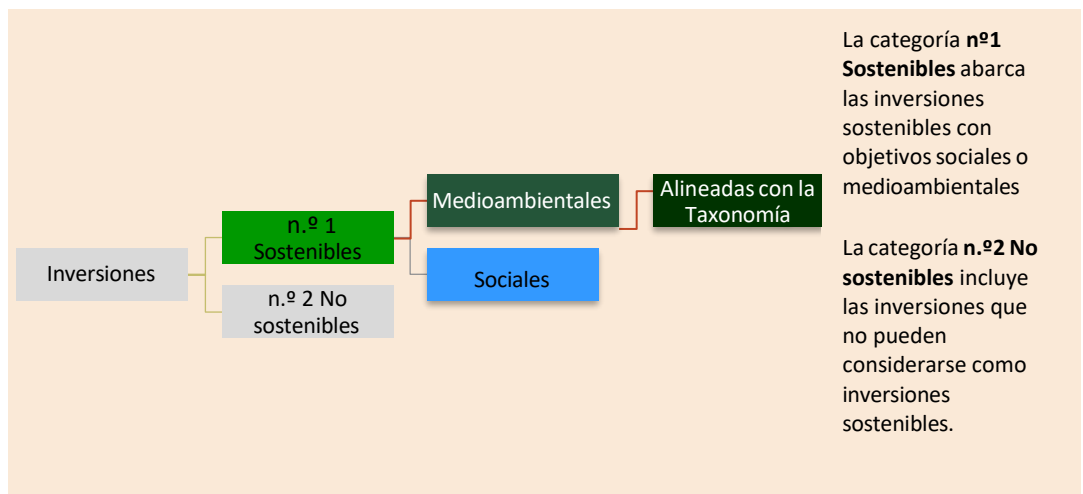 Inversiones
n.º 1
Sostenibles
n.º 2 No
sostenibles
Medioambientales
Sociales
Alineadas con la
Taxonomía
La categoría nº1
Sostenibles abarca
las inversiones
sostenibles con
objetivos sociales o
medioambientales
La categoría n.º2 No
sostenibles incluye
las inversiones que
no pueden
considerarse como
inversiones
sostenibles.